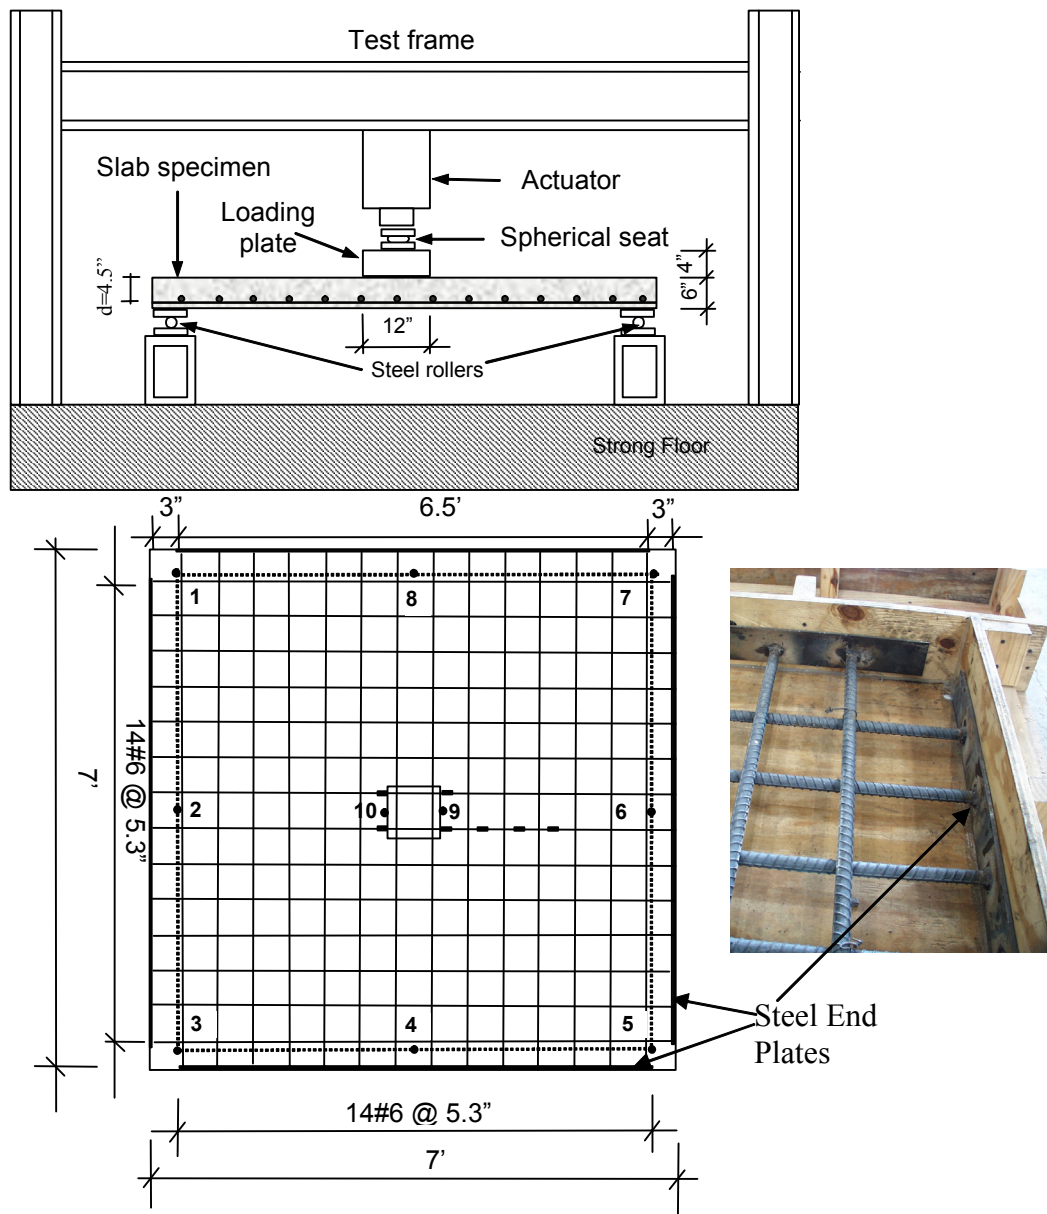 Test frame
Slab specimen
Actuator
Loading
plate
Spherical seat
d=4.5”
4”
6”
12”
Steel rollers
Strong Floor
3”
6.5’
3”
1
8
7
14#6 @ 5.3”
7’
2
10
9
6
3
4
5
Steel End
Plates
14#6 @ 5.3”
7’